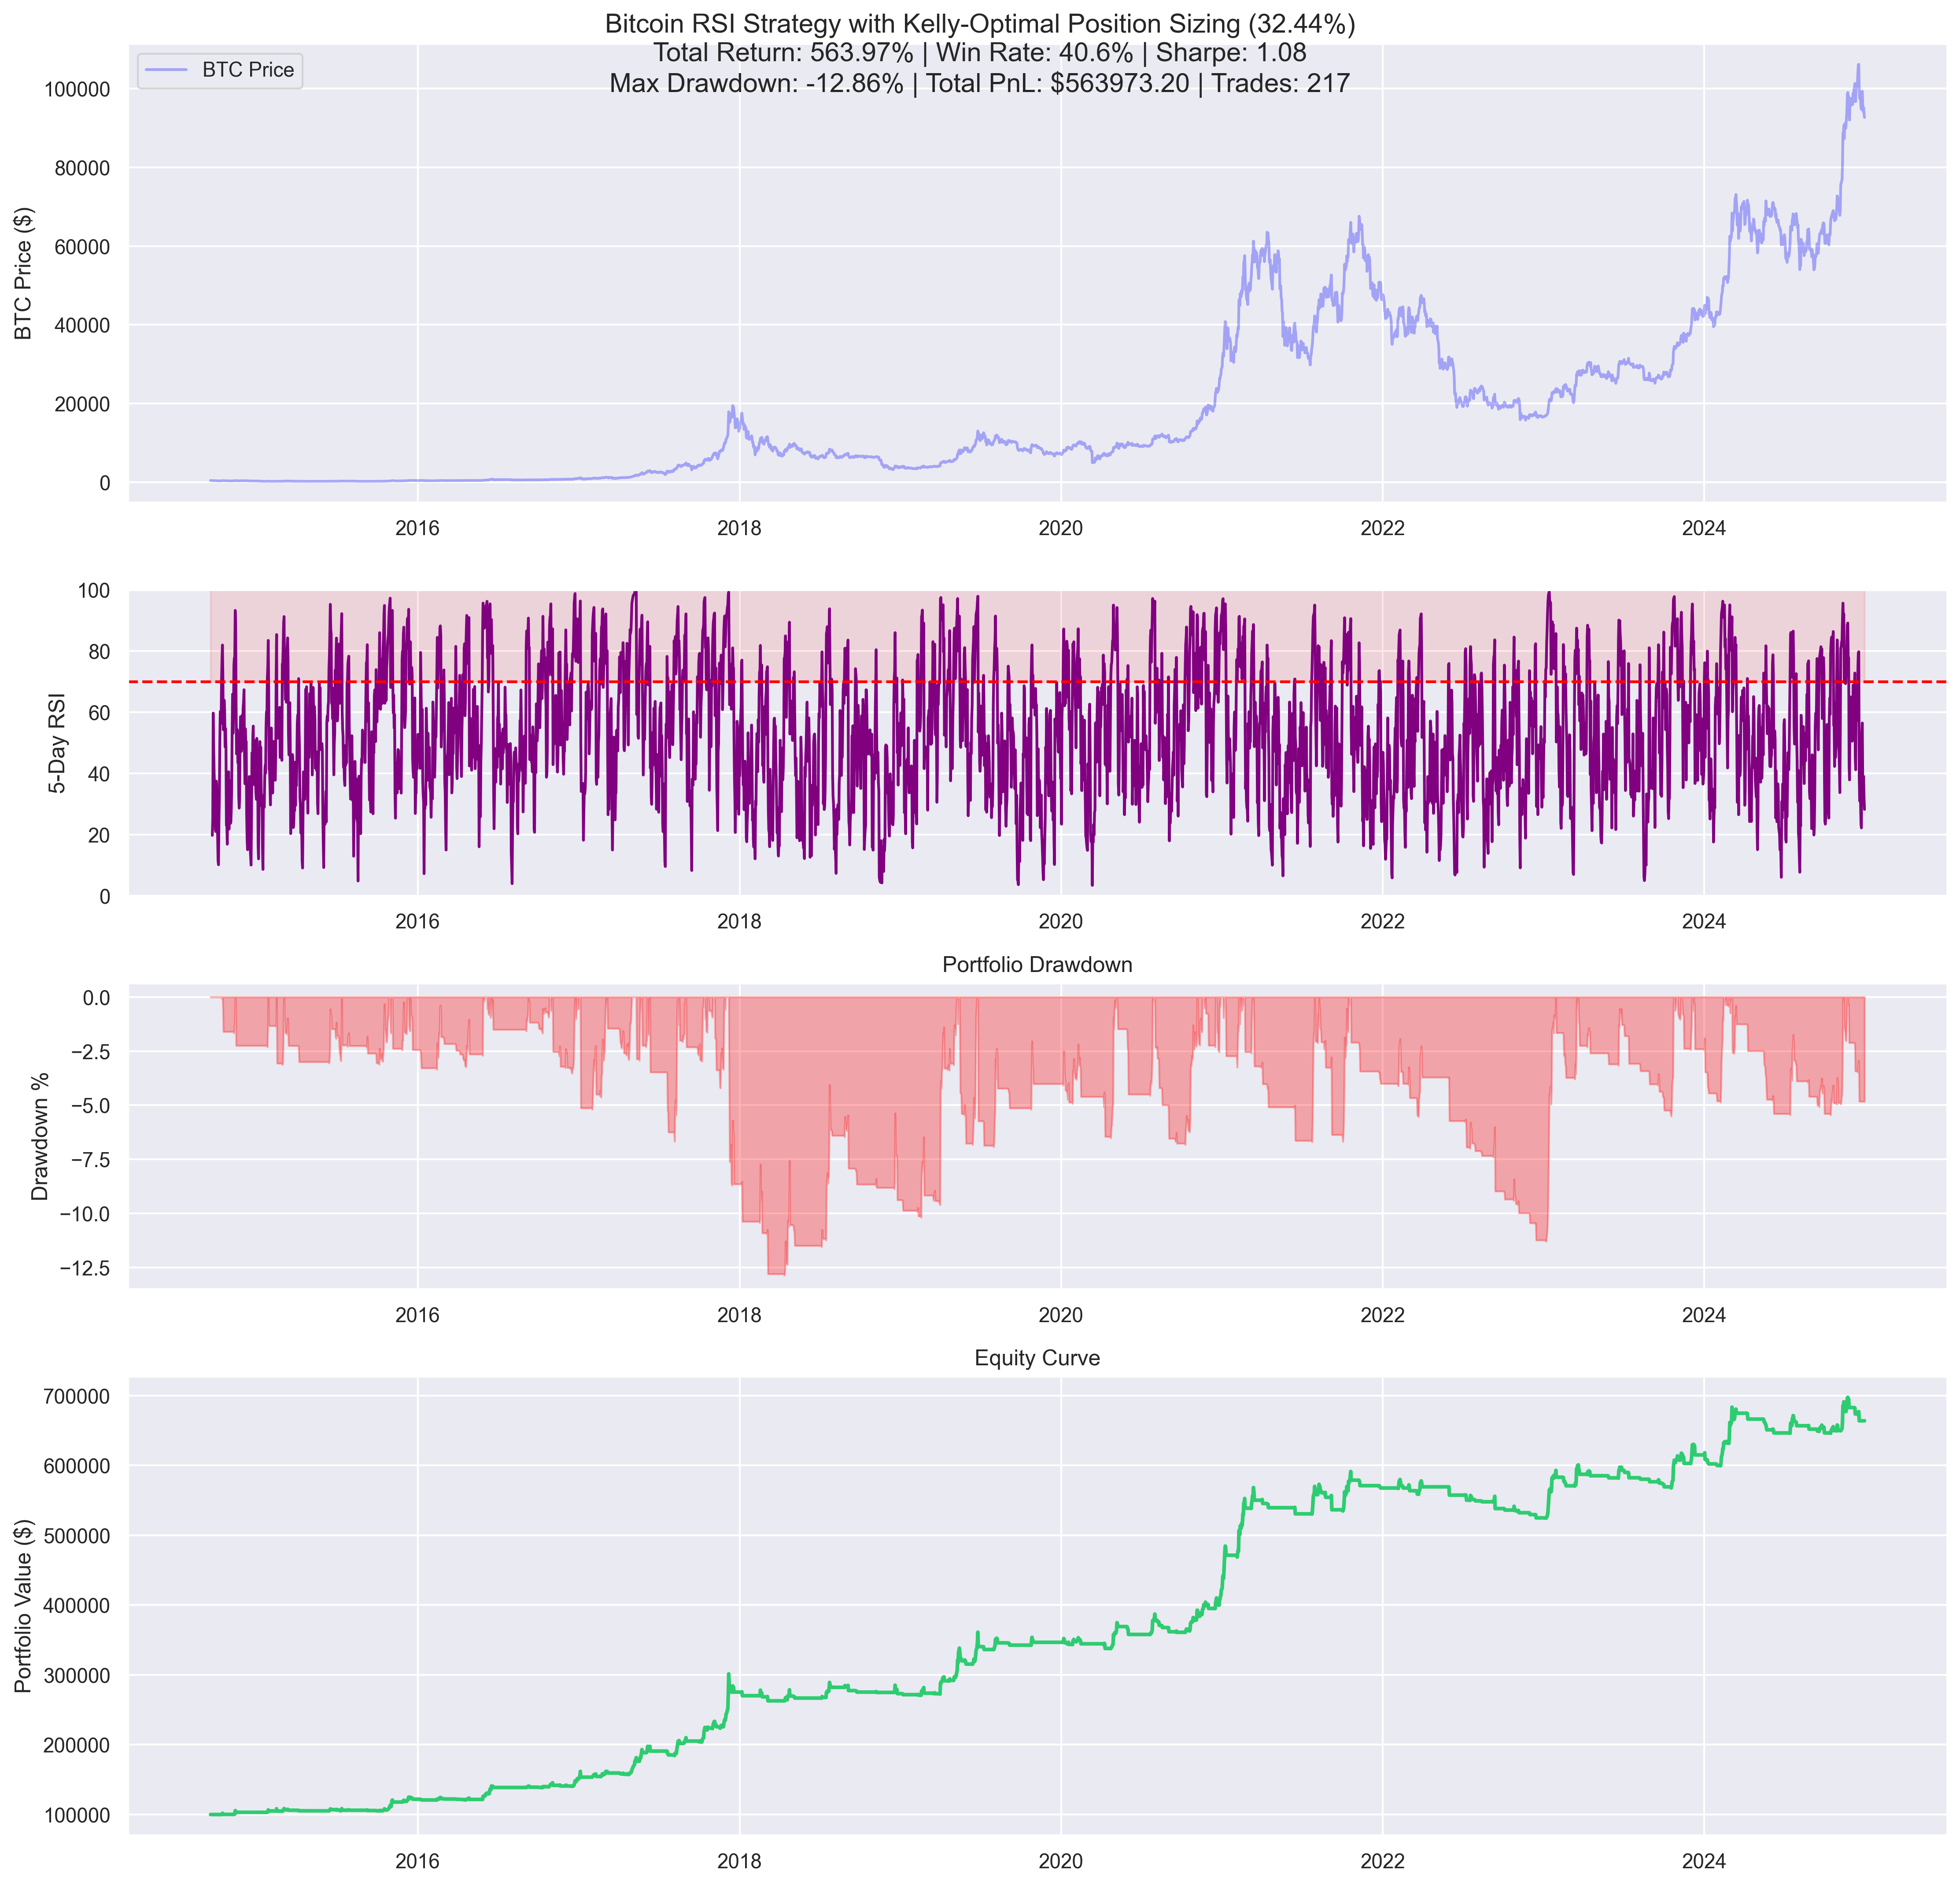 Bitcoin RSI Strategy with Kelly-Optimal Position Sizing (32.44%)
Total Return: 563.97% | Win Rate: 40.6% | Sharpe: 1.08
Max Drawdown: -12.86% | Total PnL: $563973.20 | Trades: 217
BTC Price
BTC Price ($)
100000
80000
60000
40000
20000
0
2016 2018 2020 2022 2024
5-Day RSI
100
80
60
40
20
0
2016 2018 2020 2022 2024
Portfolio Drawdown
Drawdown %
0.0
−2.5
−5.0
−7.5
−10.0
−12.5
2016 2018 2020 2022 2024
Equity Curve
Portfolio Value ($)
700000
600000
500000
400000
300000
200000
100000
2016 2018 2020 2022 2024